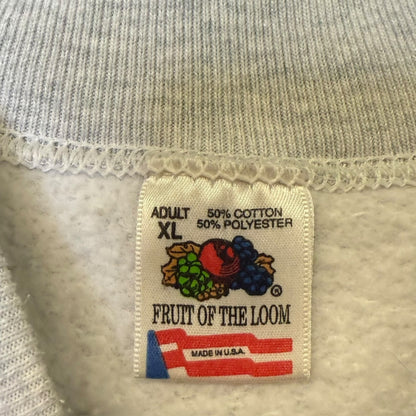 ADULT 50% COTTON
XL 50% POLYESTER
®
FRUIT OF THE LOOM
MADE IN U.S.A.